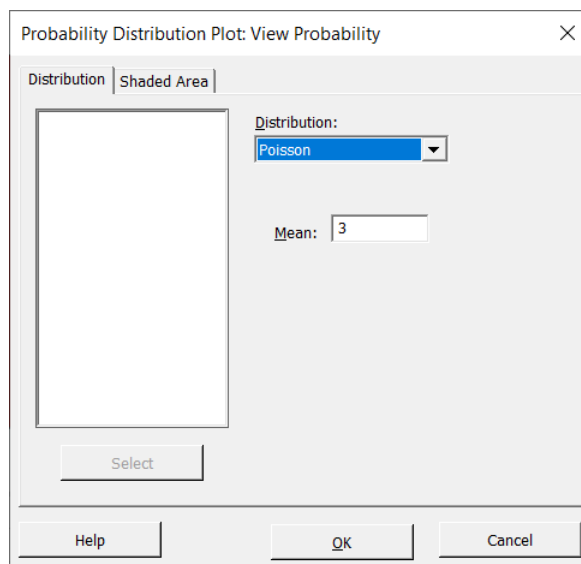 Probability Distribution Plot: View Probability
Distribution Shaded Area
Distribution:
Poisson
Mean: 3
Select
Help OK Cancel